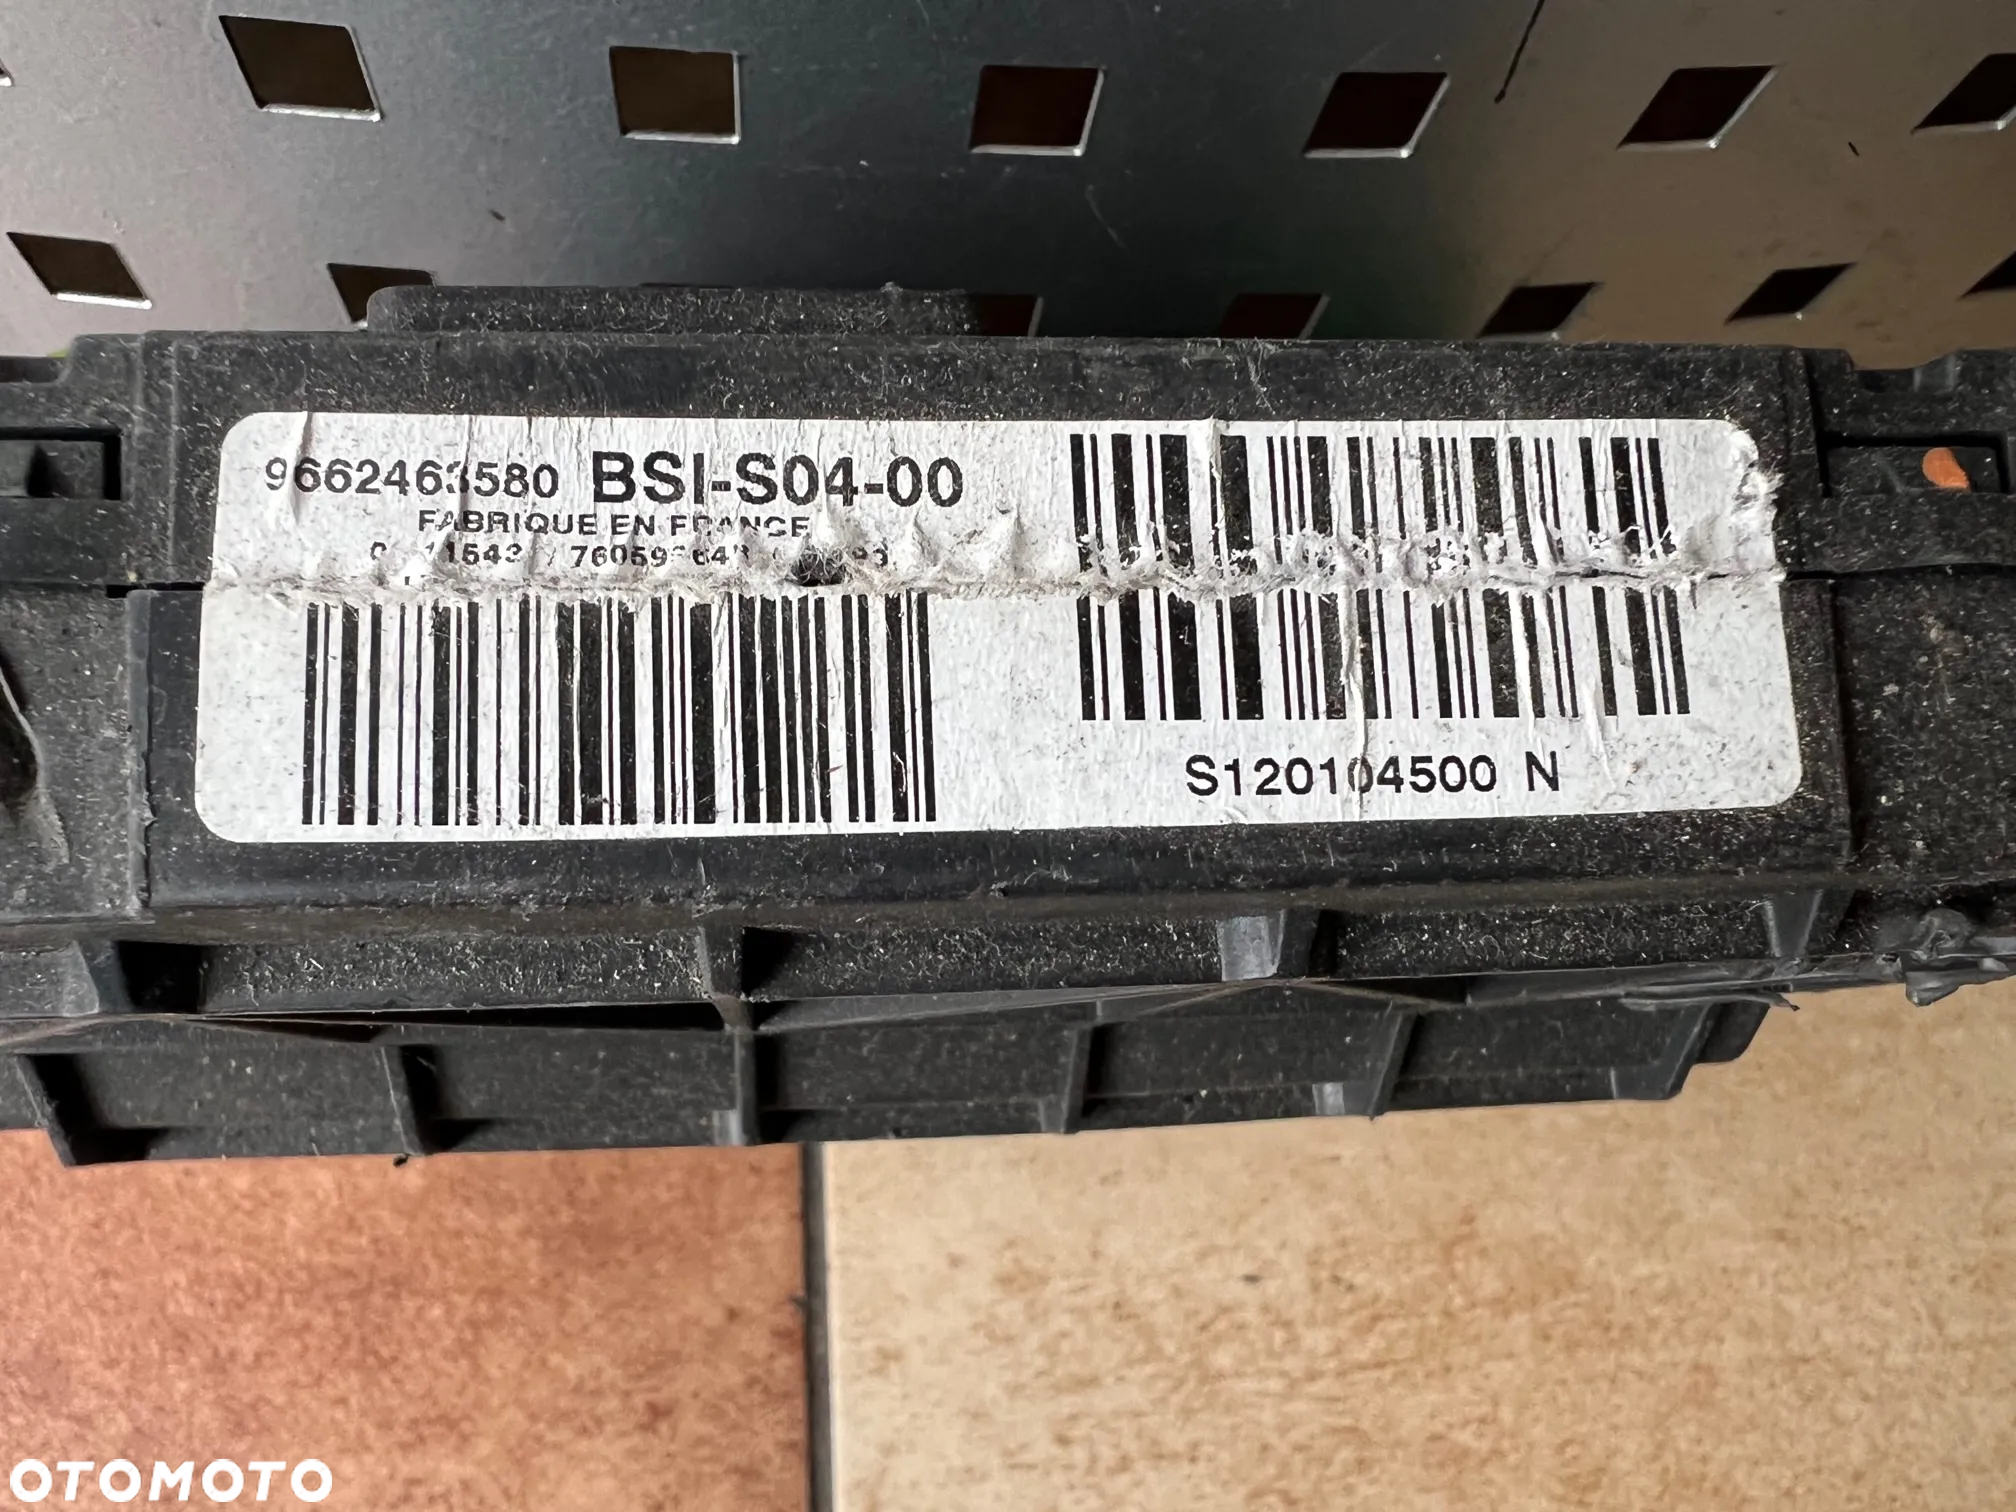 9662463580 BSI-S04-00
FABRIQUE EN FRANCE
S120104500 N
OTOMOTO